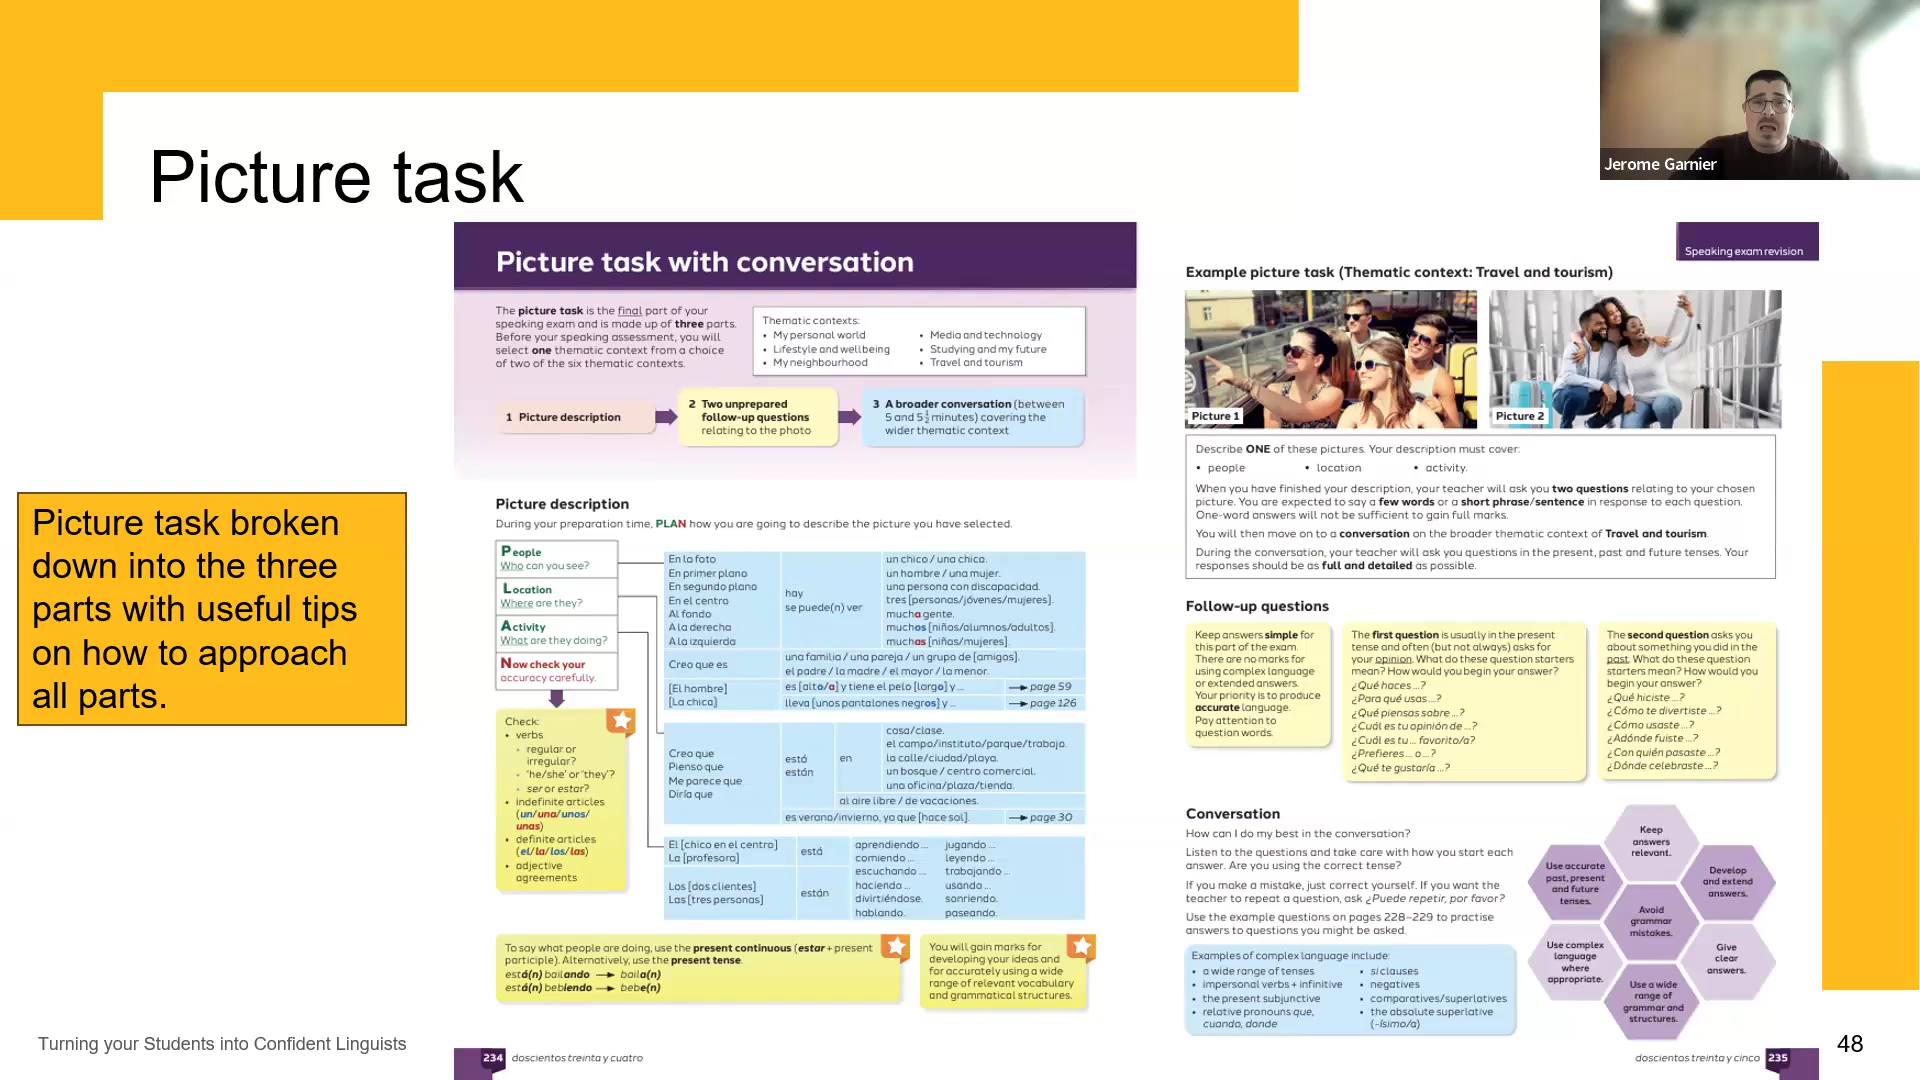 Jerome Garnier
Picture task
Picture task broken
down into the three
parts with useful tips
on how to approach
all parts.
Picture task with conversation
The picture task is the final part of your
speaking exam and is made up of three parts.
Before your speaking assessment, you will
select one thematic context from a choice
of two of the six thematic contexts.
Thematic contexts:
• My personal world
• Lifestyle and wellbeing
• My neighbourhood
• Media and technology
• Studying and my future
• Travel and tourism
1 Picture description
2 Two unprepared
follow-up questions
relating to the photo
3 A broader conversation (between
5 and 5½ minutes) covering the
wider thematic context
Picture description
During your preparation time, PLAN how you are going to describe the picture you have selected.
People
Who can you see?
Location
Where are they?
Activity
What are they doing?
Now check your
accuracy carefully.
Check:
• verbs
◦ regular or
irregular?
◦ 'he/she' or 'they'?
◦ ser or estar?
• indefinite articles
(un/una/unos/
unas)
• definite articles
(el/la/los/las)
• adjective
agreements
En la foto
En primer plano
En segundo plano
En el centro
Al fondo
A la derecha
A la izquierda
hay
se puede(n) ver
un chico / una chica.
un hombre / una mujer.
una persona con discapacidad.
tres [personas/jóvenes/mujeres].
mucha gente.
muchos [niños/alumnos/adultos].
muchas [niñas/mujeres].
Creo que es
una familia / una pareja / un grupo de [amigos].
el padre / la madre / el mayor / la menor.
[El hombre]
[La chica]
es [alto/a] y tiene el pelo [largo] y ...
page 59
lleva [unos pantalones negros] y ...
page 126
Creo que
Pienso que
Me parece que
Diría que
está
están
en
casa/clase.
el campo/instituto/parque/trabajo.
la calle/ciudad/playa.
un bosque / centro comercial.
una oficina/plaza/tienda.
al aire libre / de vacaciones.
es verano/invierno, ya que [hace sol].
page 30
El [chico en el centro]
La [profesora]
está
Los [dos clientes]
Las [tres personas]
están
aprendiendo ...
comiendo ...
escuchando ...
haciendo ...
divirtiéndose.
hablando.
jugando ...
leyendo ...
trabajando ...
usando ...
sonriendo.
paseando.
To say what people are doing, use the present continuous (estar + present
participle). Alternatively, use the present tense.
está(n) bailando → baila(n)
está(n) bebiendo → bebe(n)
You will gain marks for
developing your ideas and
for accurately using a wide
range of relevant vocabulary
and grammatical structures.
234 doscientos treinta y cuatro
Speaking exam revision
Example picture task (Thematic context: Travel and tourism)
Picture 1
Picture 2
Describe ONE of these pictures. Your description must cover:
• people • location • activity.
When you have finished your description, your teacher will ask you two questions relating to your chosen
picture. You are expected to say a few words or a short phrase/sentence in response to each question.
One-word answers will not be sufficient to gain full marks.
You will then move on to a conversation on the broader thematic context of Travel and tourism.
During the conversation, your teacher will ask you questions in the present, past and future tenses. Your
responses should be as full and detailed as possible.
Follow-up questions
Keep answers simple for
this part of the exam.
There are no marks for
using complex language
or extended answers.
Your priority is to produce
accurate language.
Pay attention to
question words.
The first question is usually in the present
tense and often (but not always) asks for
your opinion. What do these question starters
mean? How would you begin your answer?
¿Qué haces ...?
¿Para qué usas ...?
¿Qué piensas sobre ...?
¿Cuál es tu opinión de ...?
¿Cuál es tu ... favorito/a?
¿Prefieres ... o ...?
¿Qué te gustaría ...?
The second question asks you
about something you did in the
past. What do these question
starters mean? How would you
begin your answer?
¿Qué hiciste ...?
¿Cómo te divertiste ...?
¿Cómo usaste ...?
¿Adónde fuiste ...?
¿Con quién pasaste ...?
¿Dónde celebraste ...?
Conversation
How can I do my best in the conversation?
Listen to the questions and take care with how you start each
answer. Are you using the correct tense?
If you make a mistake, just correct yourself. If you want the
teacher to repeat a question, ask ¿Puede repetir, por favor?
Use the example questions on pages 228–229 to practise
answers to questions you might be asked.
Examples of complex language include:
• a wide range of tenses
• impersonal verbs + infinitive
• the present subjunctive
• relative pronouns que,
cuando, donde
• si clauses
• negatives
• comparatives/superlatives
• the absolute superlative
(-ísimo/a)
Keep
answers
relevant.
Use accurate
past, present
and future
tenses.
Develop
and extend
answers.
Avoid
grammar
mistakes.
Use complex
language
where
appropriate.
Give
clear
answers.
Use a wide
range of
grammar and
structures.
doscientos treinta y cinco 235
Turning your Students into Confident Linguists
48